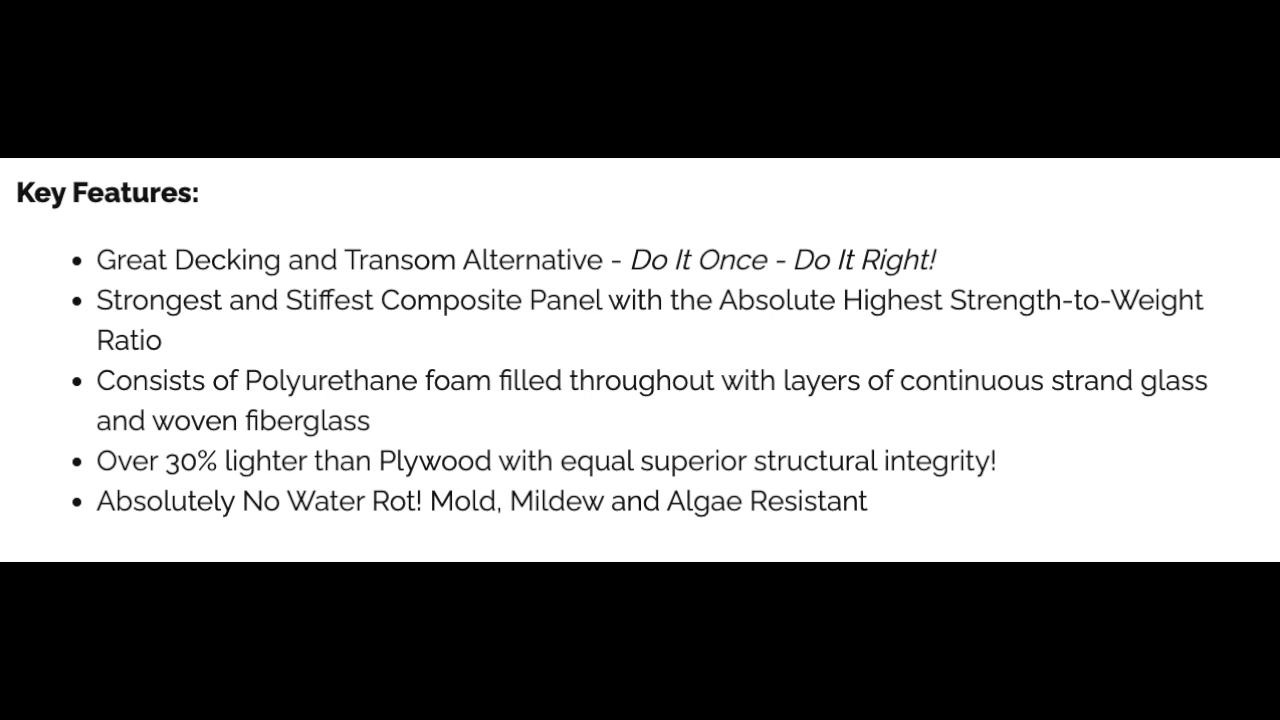 Key Features:
• Great Decking and Transom Alternative - Do It Once - Do It Right!
• Strongest and Stiffest Composite Panel with the Absolute Highest Strength-to-Weight
Ratio
• Consists of Polyurethane foam filled throughout with layers of continuous strand glass
and woven fiberglass
• Over 30% lighter than Plywood with equal superior structural integrity!
• Absolutely No Water Rot! Mold, Mildew and Algae Resistant